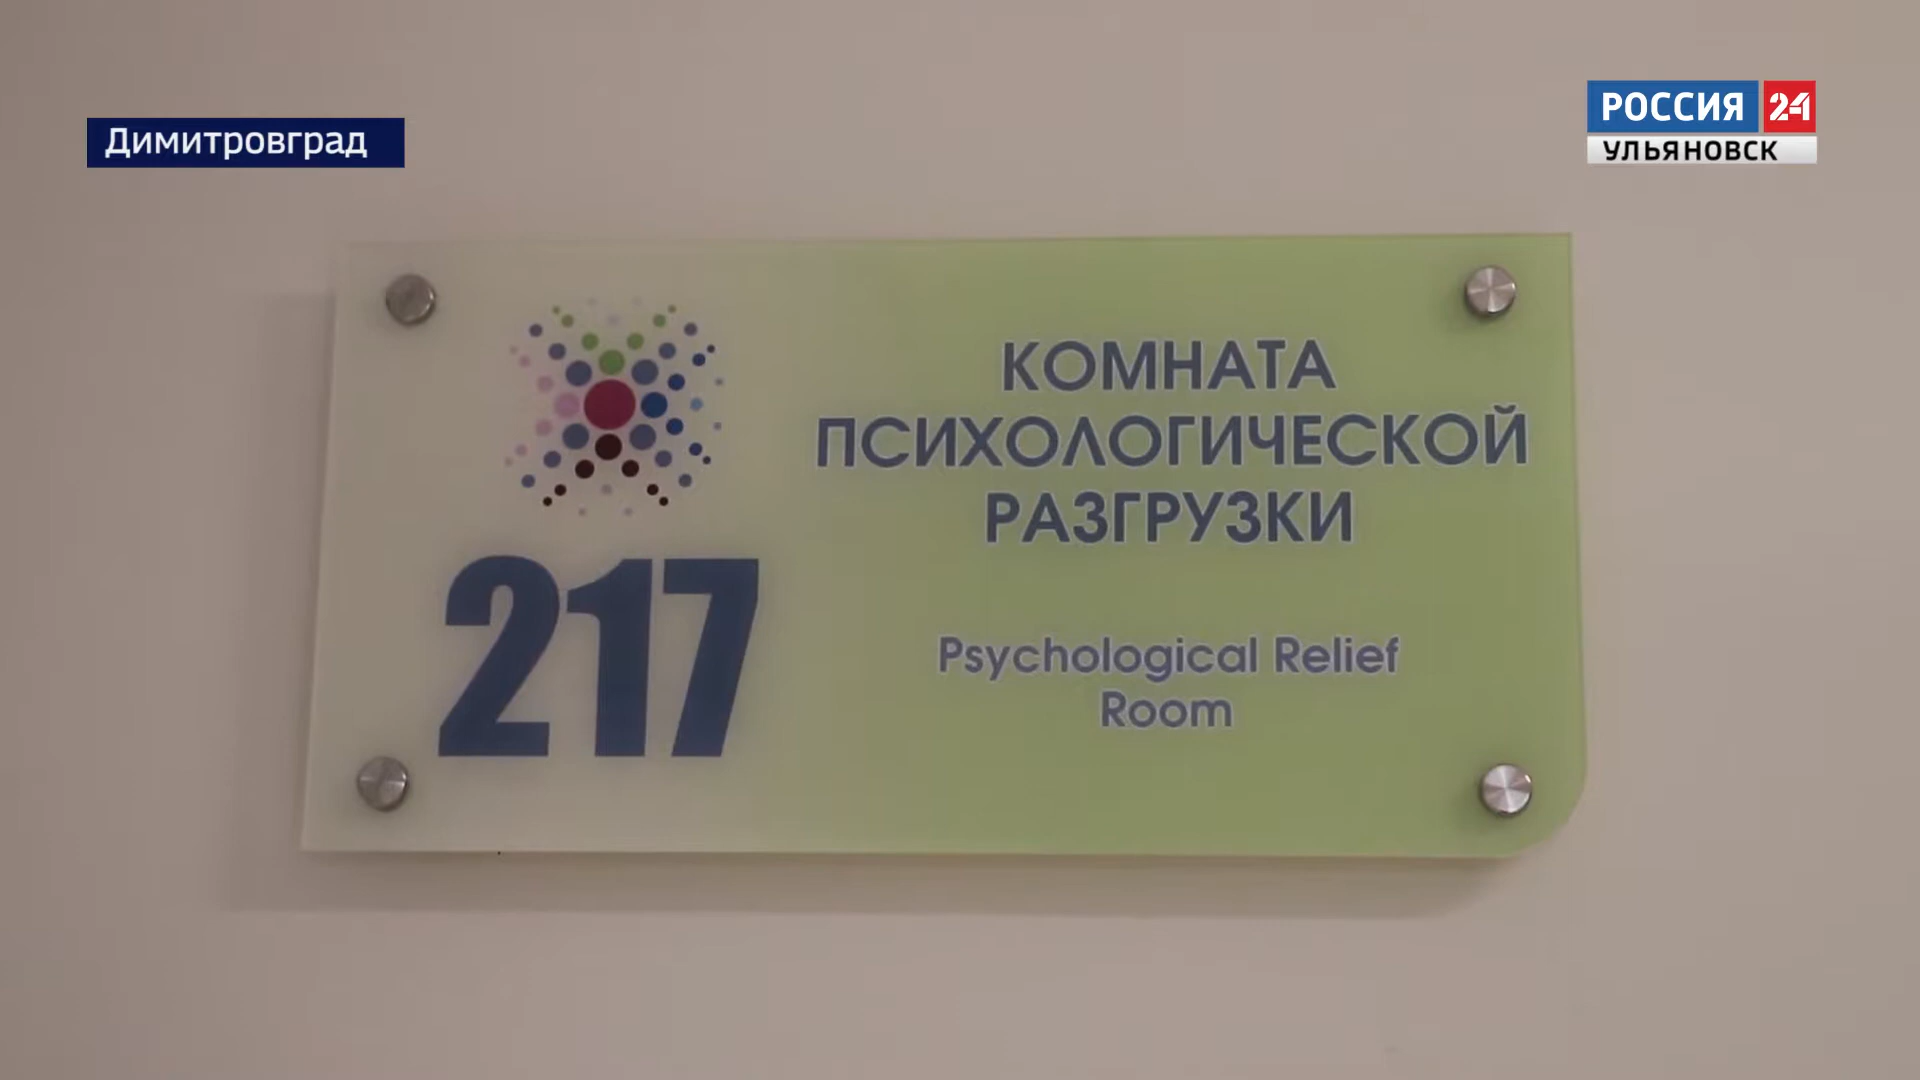 Димитровград
РОССИЯ 24
УЛЬЯНОВСК
КОМНАТА
ПСИХОЛОГИЧЕСКОЙ
РАЗГРУЗКИ
217
Psychological Relief
Room